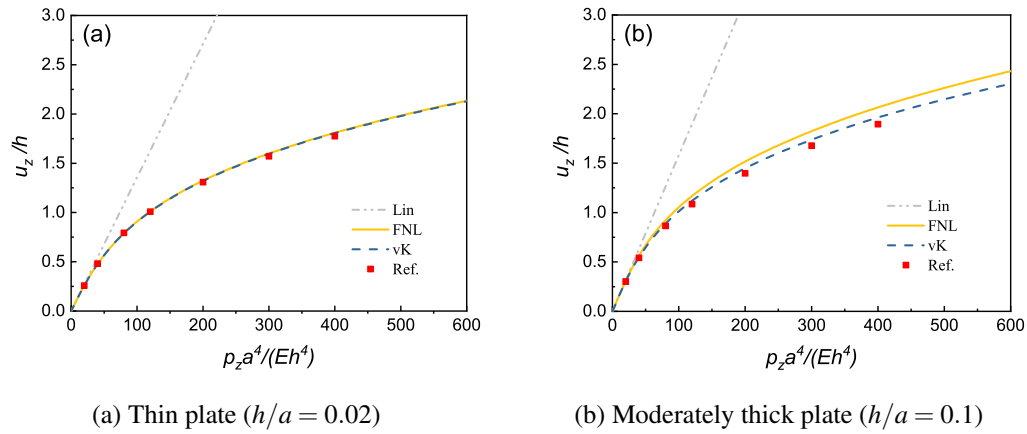 (a)
3.0
2.5
2.0
1.5
1.0
0.5
0.0
u_z/h
Lin
FNL
vK
Ref.
0 100 200 300 400 500 600
p_z a^4/(Eh^4)
(a) Thin plate (h/a = 0.02)
(b)
3.0
2.5
2.0
1.5
1.0
0.5
0.0
u_z/h
Lin
FNL
vK
Ref.
0 100 200 300 400 500 600
p_z a^4/(Eh^4)
(b) Moderately thick plate (h/a = 0.1)